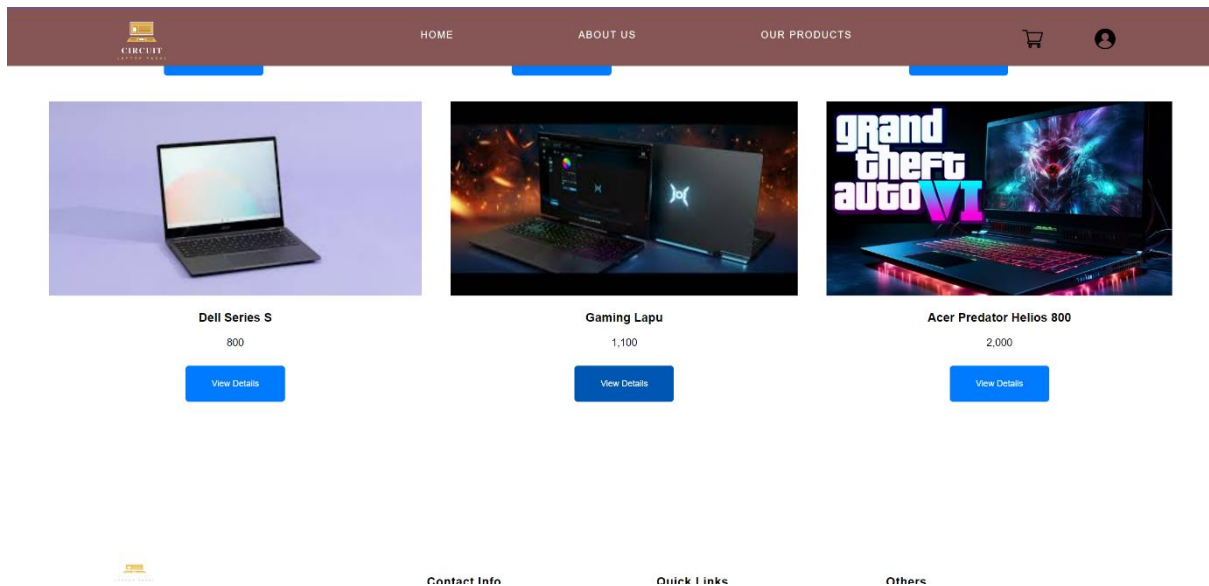 HOME ABOUT US OUR PRODUCTS
CIRCUIT
grand
theft
auto VI
Dell Series S Gaming Lapu Acer Predator Helios 800
800 1,100 2,000
View Details View Details View Details
Contact Info Quick Links Others